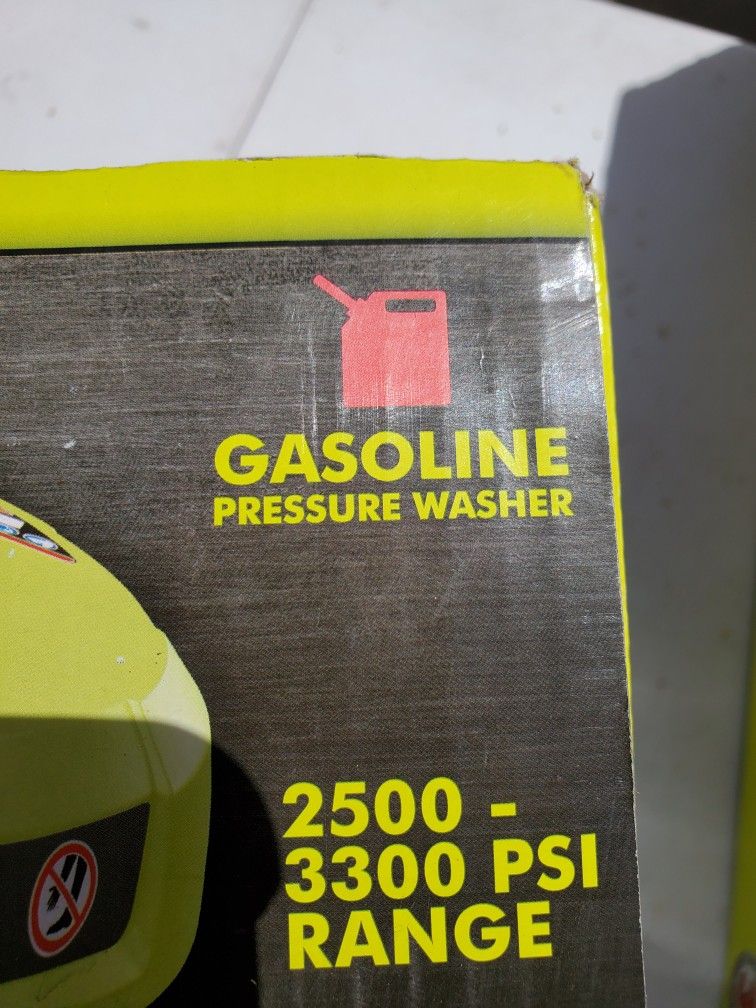 GASOLINE
PRESSURE WASHER
2500 -
3300 PSI
RANGE